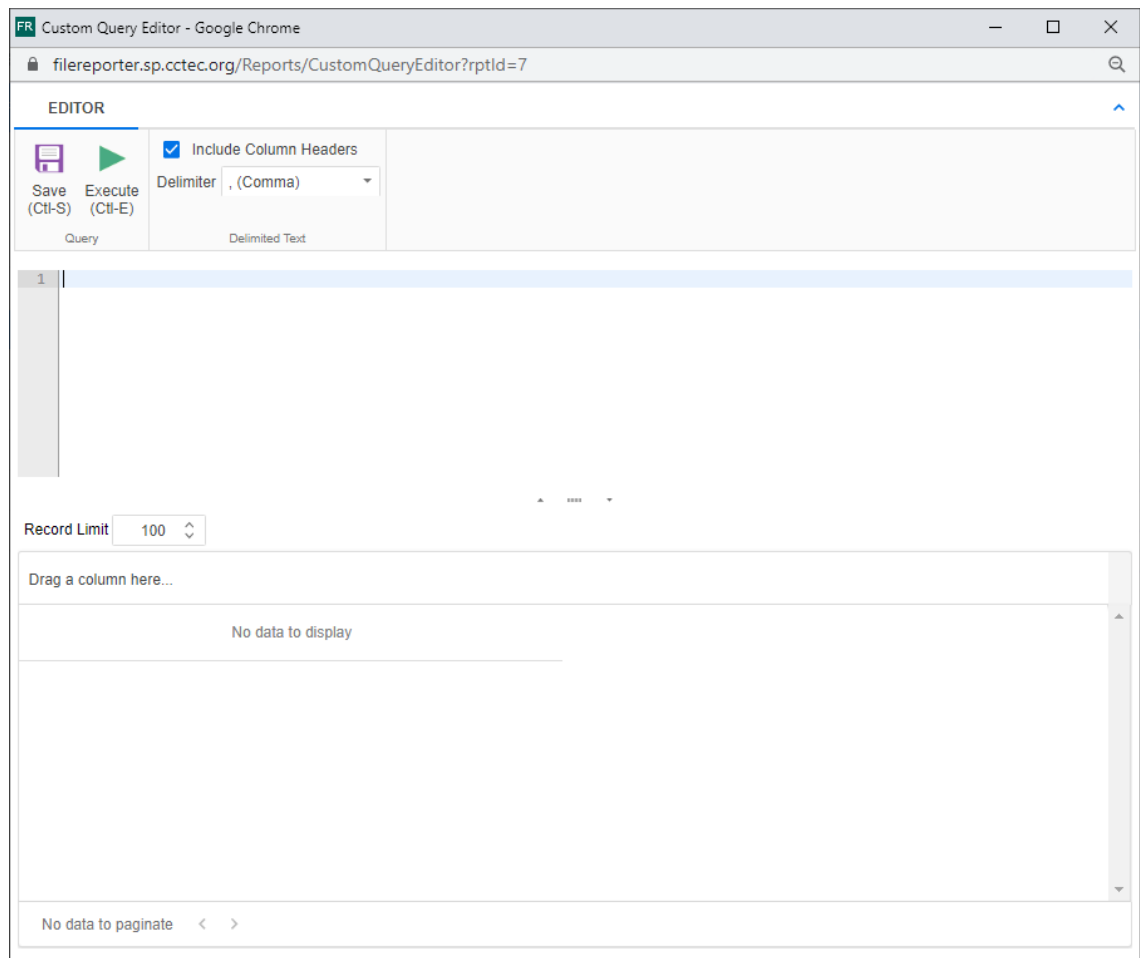 FR Custom Query Editor - Google Chrome
filereporter.sp.cctec.org/Reports/CustomQueryEditor?rptId=7
EDITOR
Include Column Headers
Delimiter , (Comma)
Save Execute
(Ctl-S) (Ctl-E)
Query Delimited Text
1
Record Limit 100
Drag a column here...
No data to display
No data to paginate < >